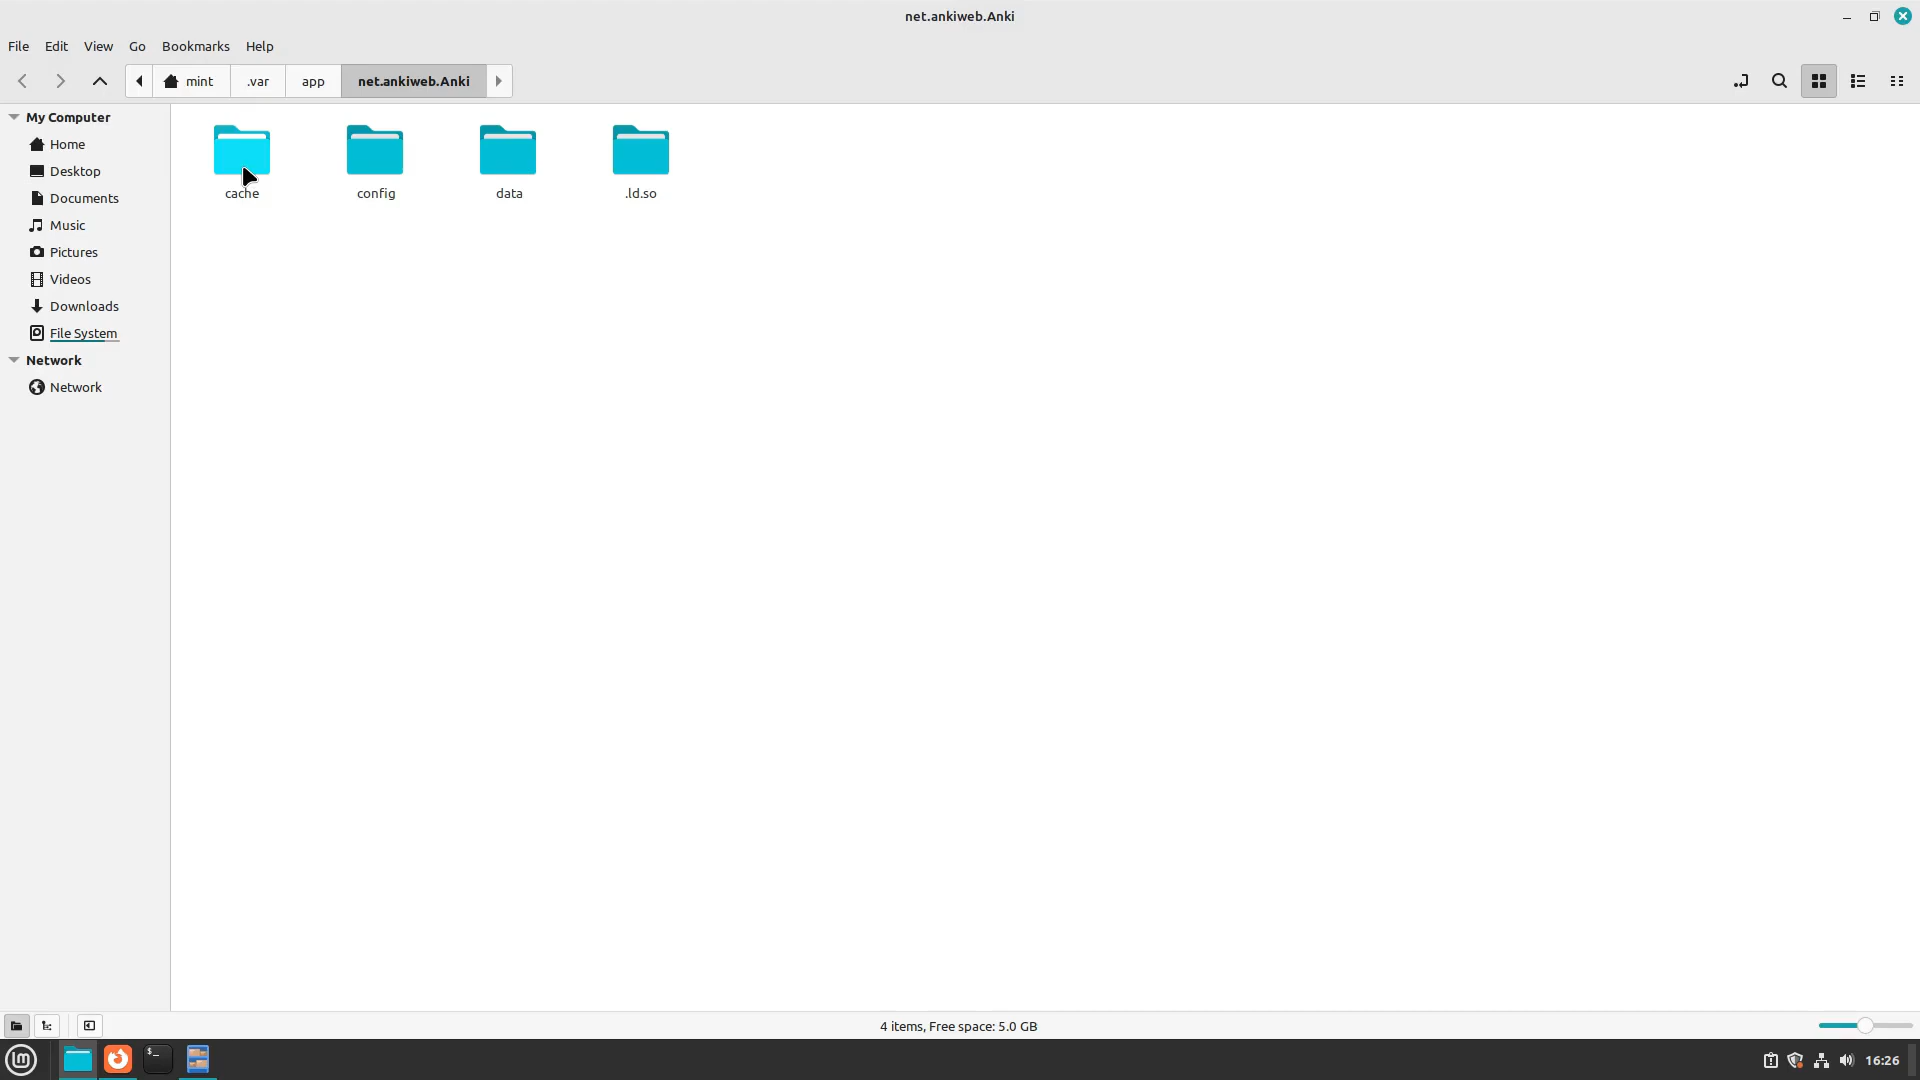 net.ankiweb.Anki
File Edit View Go Bookmarks Help
mint .var app net.ankiweb.Anki
My Computer
Home
Desktop
Documents
Music
Pictures
Videos
Downloads
File System
Network
Network
cache config data .ld.so
4 items, Free space: 5.0 GB
lm $_ 16:26